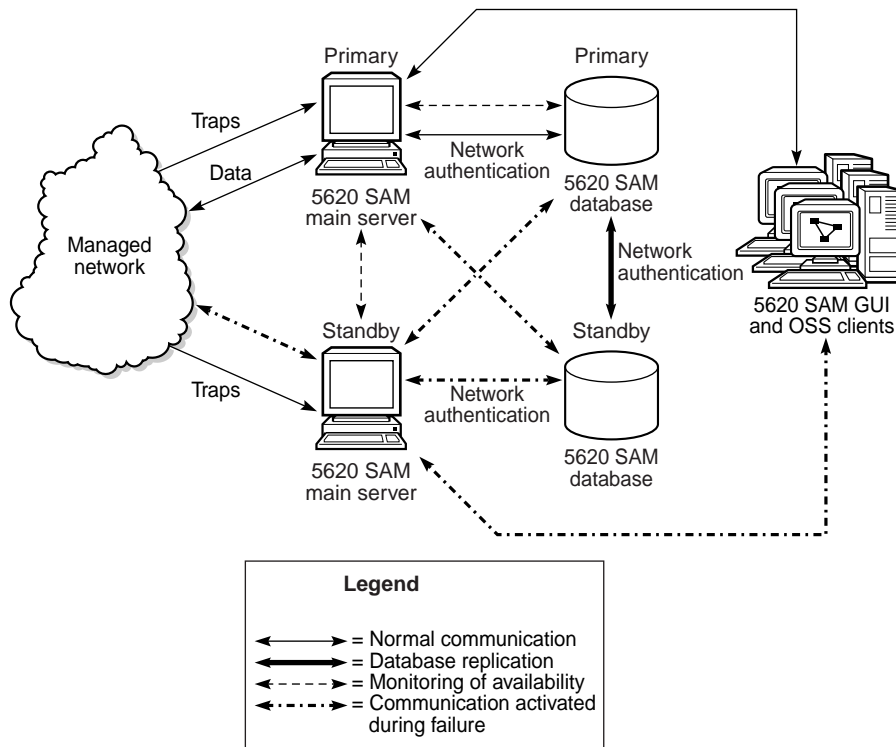 Primary
Primary
Traps
Data
Network
authentication
5620 SAM
main server
5620 SAM
database
Managed
network
Network
authentication
5620 SAM GUI
and OSS clients
Standby
Standby
Traps
Network
authentication
5620 SAM
main server
5620 SAM
database
Legend
= Normal communication
= Database replication
= Monitoring of availability
= Communication activated
during failure